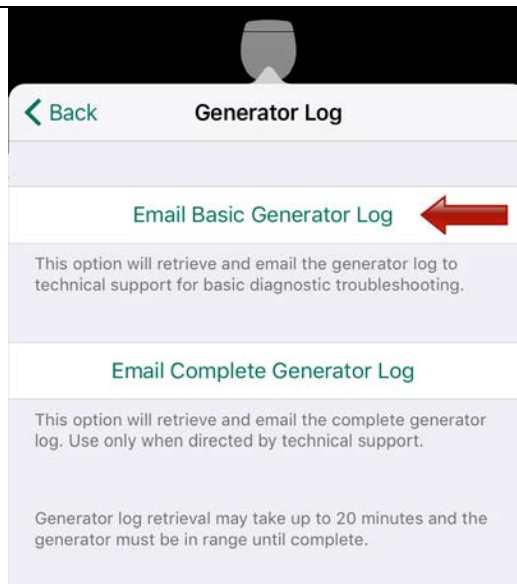 Back
Generator Log
Email Basic Generator Log
This option will retrieve and email the generator log to
technical support for basic diagnostic troubleshooting.
Email Complete Generator Log
This option will retrieve and email the complete generator
log. Use only when directed by technical support.
Generator log retrieval may take up to 20 minutes and the
generator must be in range until complete.